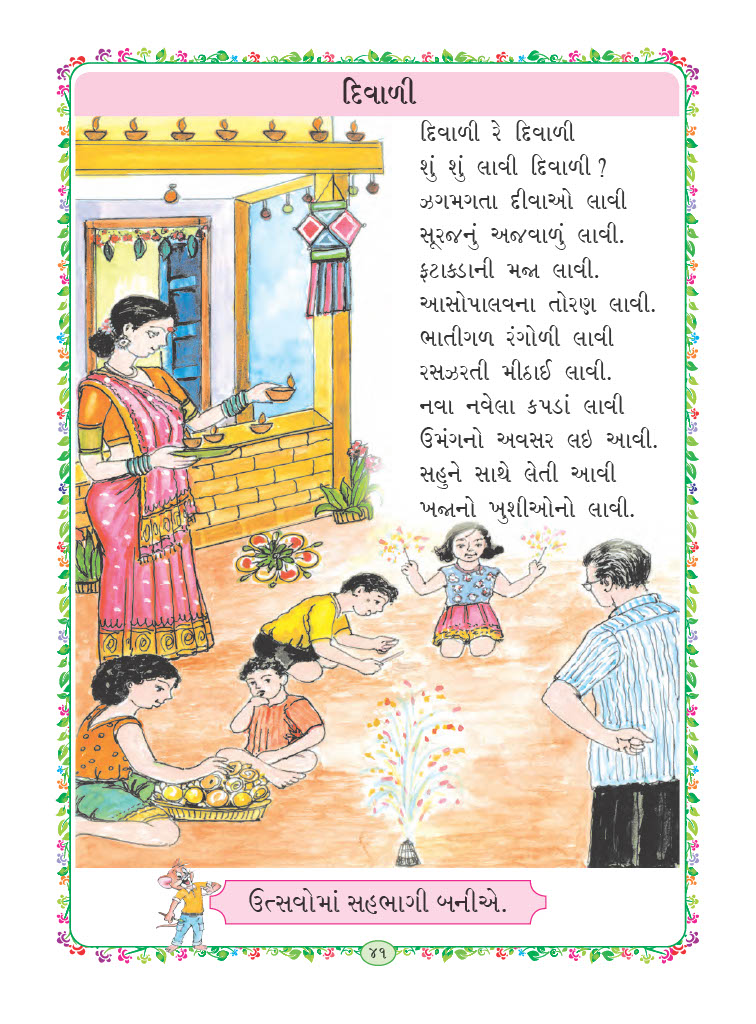 દિવાળી
દિવાળી રે દિવાળી
શું શું લાવી દિવાળી ?
ઝગમગતા દીવાઓ લાવી
સૂરજનું અજવાળું લાવી.
ફટાકડાની મજા લાવી.
આસોપાલવના તોરણ લાવી.
ભાતીગળ રંગોળી લાવી
રસઝરતી મીઠાઈ લાવી.
નવા નવેલા કપડાં લાવી
ઉમંગનો અવસર લઇ આવી.
સહુને સાથે લેતી આવી
ખજાનો ખુશીઓનો લાવી.
ઉત્સવોમાં સહભાગી બનીએ.
૪૧